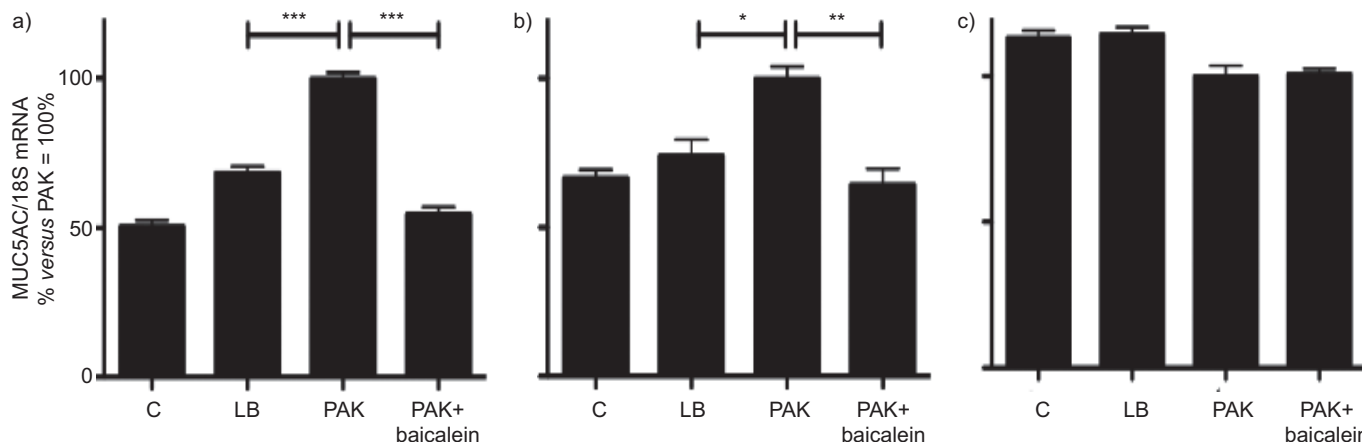 a)
MUC5AC/18S mRNA
% versus PAK = 100%
100
50
0
***
***
C
LB
PAK
PAK+
baicalein
b)
*
**
C
LB
PAK
PAK+
baicalein
c)
C
LB
PAK
PAK+
baicalein